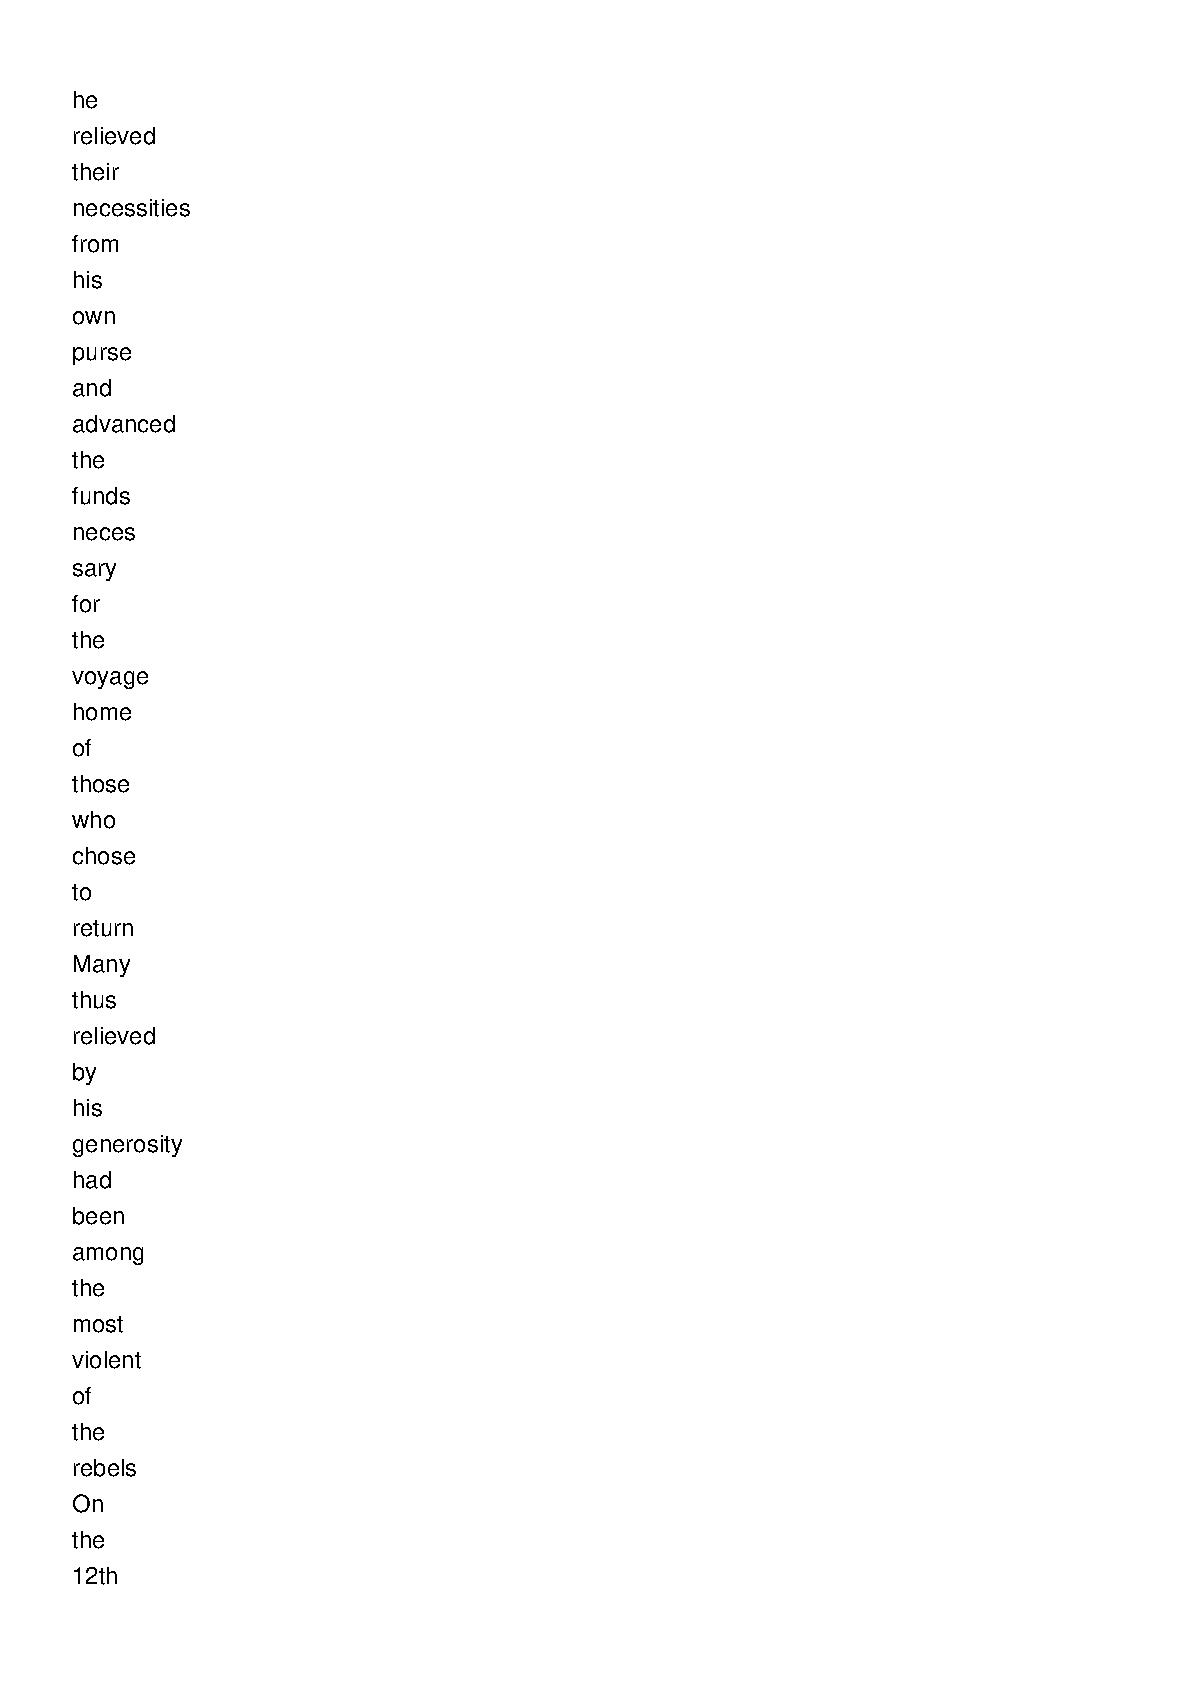 he
relieved
their
necessities
from
his
own
purse
and
advanced
the
funds
neces
sary
for
the
voyage
home
of
those
who
chose
to
return
Many
thus
relieved
by
his
generosity
had
been
among
the
most
violent
of
the
rebels
On
the
12th